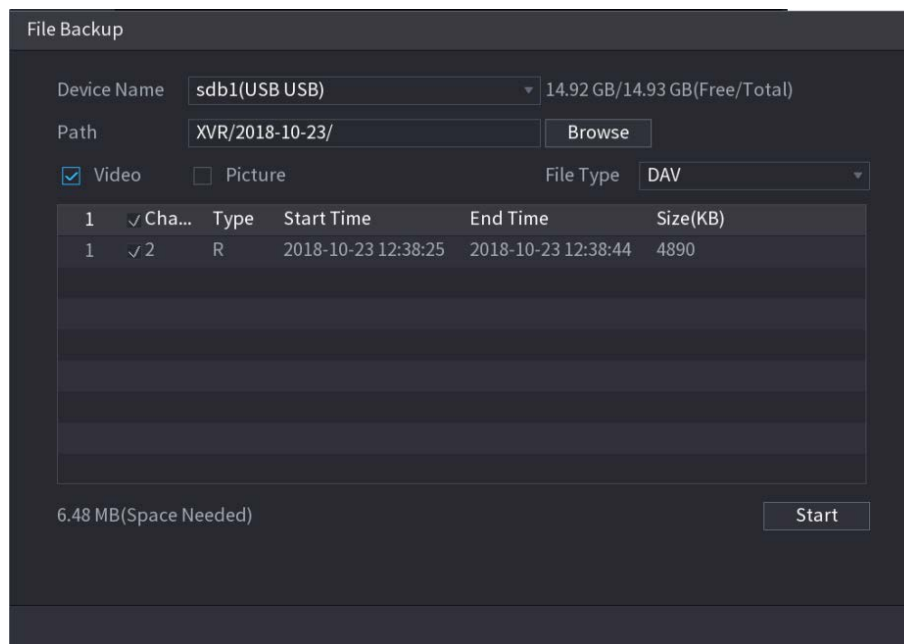 File Backup
Device Name sdb1(USB USB) 14.92 GB/14.93 GB(Free/Total)
Path XVR/2018-10-23/ Browse
Video Picture File Type DAV
1 Cha... Type Start Time End Time Size(KB)
1 2 R 2018-10-23 12:38:25 2018-10-23 12:38:44 4890
6.48 MB(Space Needed) Start